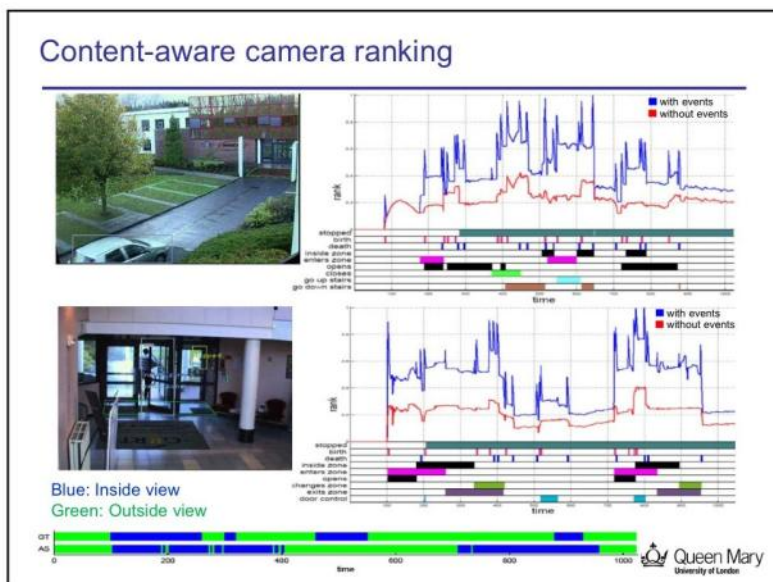 Content-aware camera ranking
with events
without events
rank
stopped
birth
death
inside zone
enters zone
opens
closes
go up stairs
go down stairs
time
with events
without events
rank
stopped
birth
death
inside zone
enters zone
opens
changes zone
exits zone
door control
time
Blue: Inside view
Green: Outside view
GT
AS
0 200 400 600 800 1000
time
Queen Mary
University of London